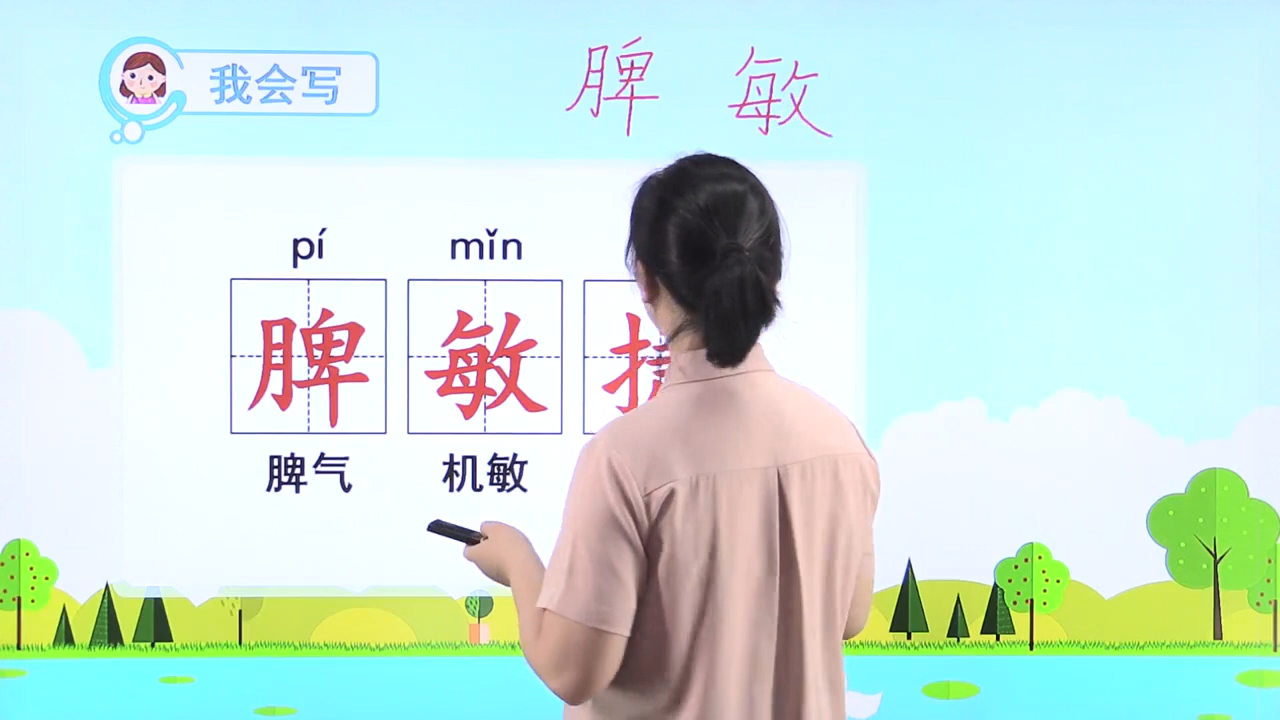 我会写
脾 敏
pí mǐn
脾 敏
脾气 机敏